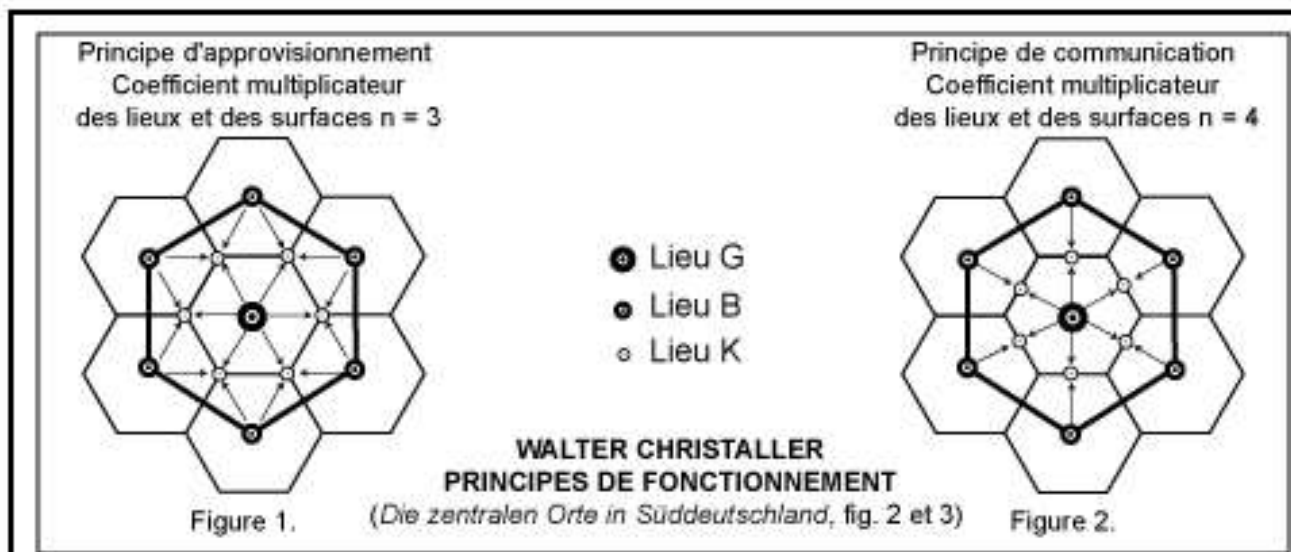 Principe d'approvisionnement
Coefficient multiplicateur
des lieux et des surfaces n = 3
Principe de communication
Coefficient multiplicateur
des lieux et des surfaces n = 4
Lieu G
Lieu B
Lieu K
WALTER CHRISTALLER
PRINCIPES DE FONCTIONNEMENT
(Die zentralen Orte in Süddeutschland, fig. 2 et 3)
Figure 1.
Figure 2.